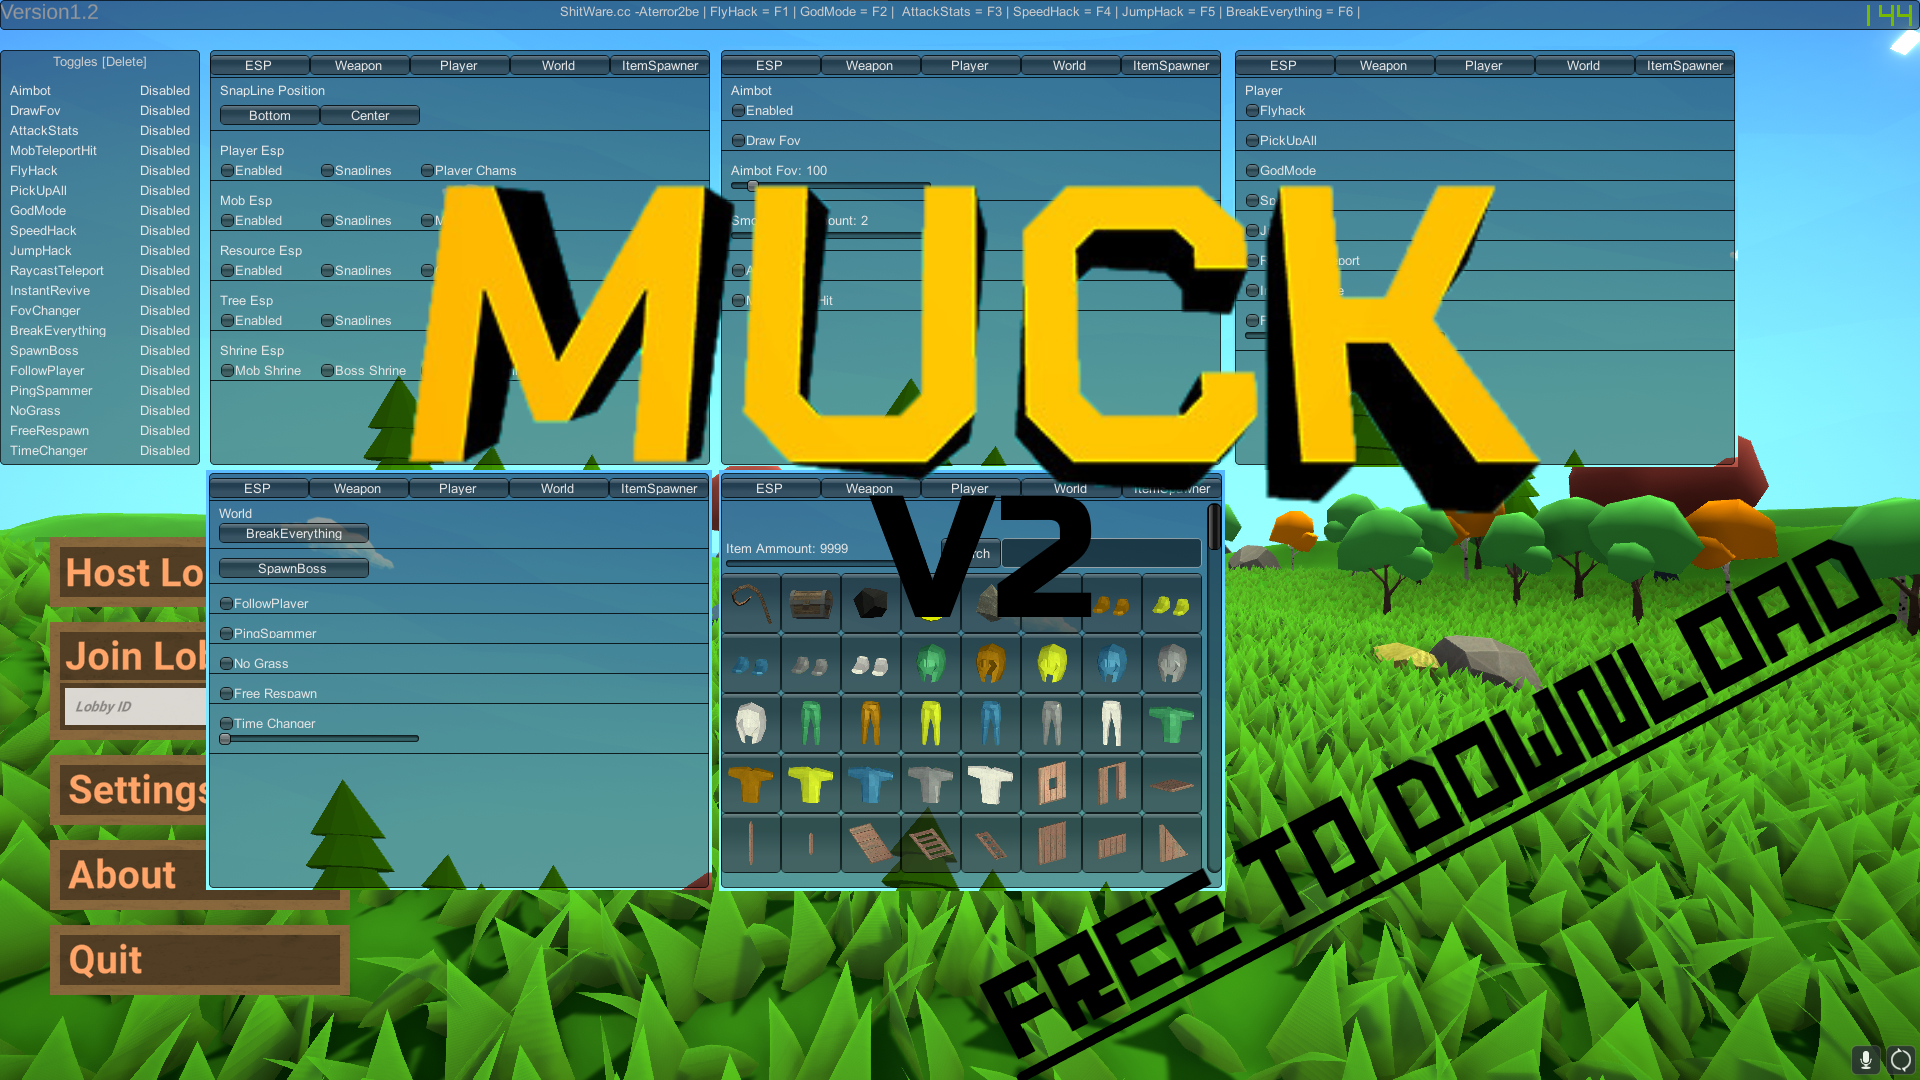 Version1.2
ShitWare.cc -Aterror2be | FlyHack = F1 | GodMode = F2 | AttackStats = F3 | SpeedHack = F4 | JumpHack = F5 | BreakEverything = F6 |
144
Toggles [Delete]
Aimbot Disabled
DrawFov Disabled
AttackStats Disabled
MobTeleportHit Disabled
FlyHack Disabled
PickUpAll Disabled
GodMode Disabled
SpeedHack Disabled
JumpHack Disabled
RaycastTeleport Disabled
InstantRevive Disabled
FovChanger Disabled
BreakEverything Disabled
SpawnBoss Disabled
FollowPlayer Disabled
PingSpammer Disabled
NoGrass Disabled
FreeRespawn Disabled
TimeChanger Disabled
ESP Weapon Player World ItemSpawner
SnapLine Position
Bottom Center
Player Esp
Enabled Snaplines Player Chams
Mob Esp
Enabled Snaplines
Resource Esp
Enabled Snaplines
Tree Esp
Enabled Snaplines
Shrine Esp
Mob Shrine Boss Shrine
ESP Weapon Player World ItemSpawner
Aimbot
Enabled
Draw Fov
Aimbot Fov: 100
ESP Weapon Player World ItemSpawner
Player
Flyhack
PickUpAll
GodMode
MUCK
V2
ESP Weapon Player World ItemSpawner
World
BreakEverything
SpawnBoss
FollowPlayer
PingSpammer
No Grass
Free Respawn
Time Changer
ESP Weapon Player World ItemSpawner
Item Ammount: 9999
Host Lo
Join Lob
Lobby ID
Settings
About
Quit
FREE TO DOWNLOAD